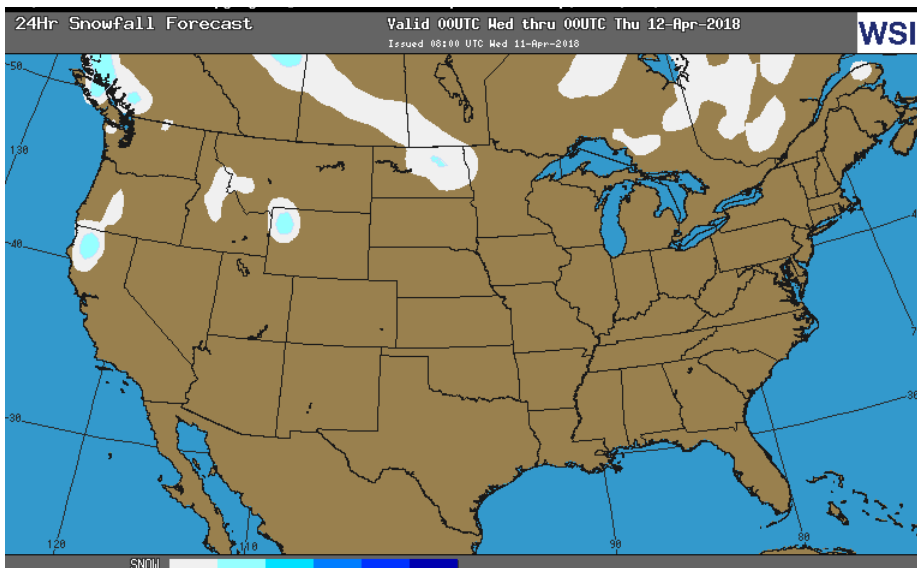 24Hr Snowfall Forecast
Valid 00UTC Wed thru 00UTC Thu 12-Apr-2018
Issued 08:00 UTC Wed 11-Apr-2018
WSI
50
130
40
30
30
120
110
90
80
SNOW